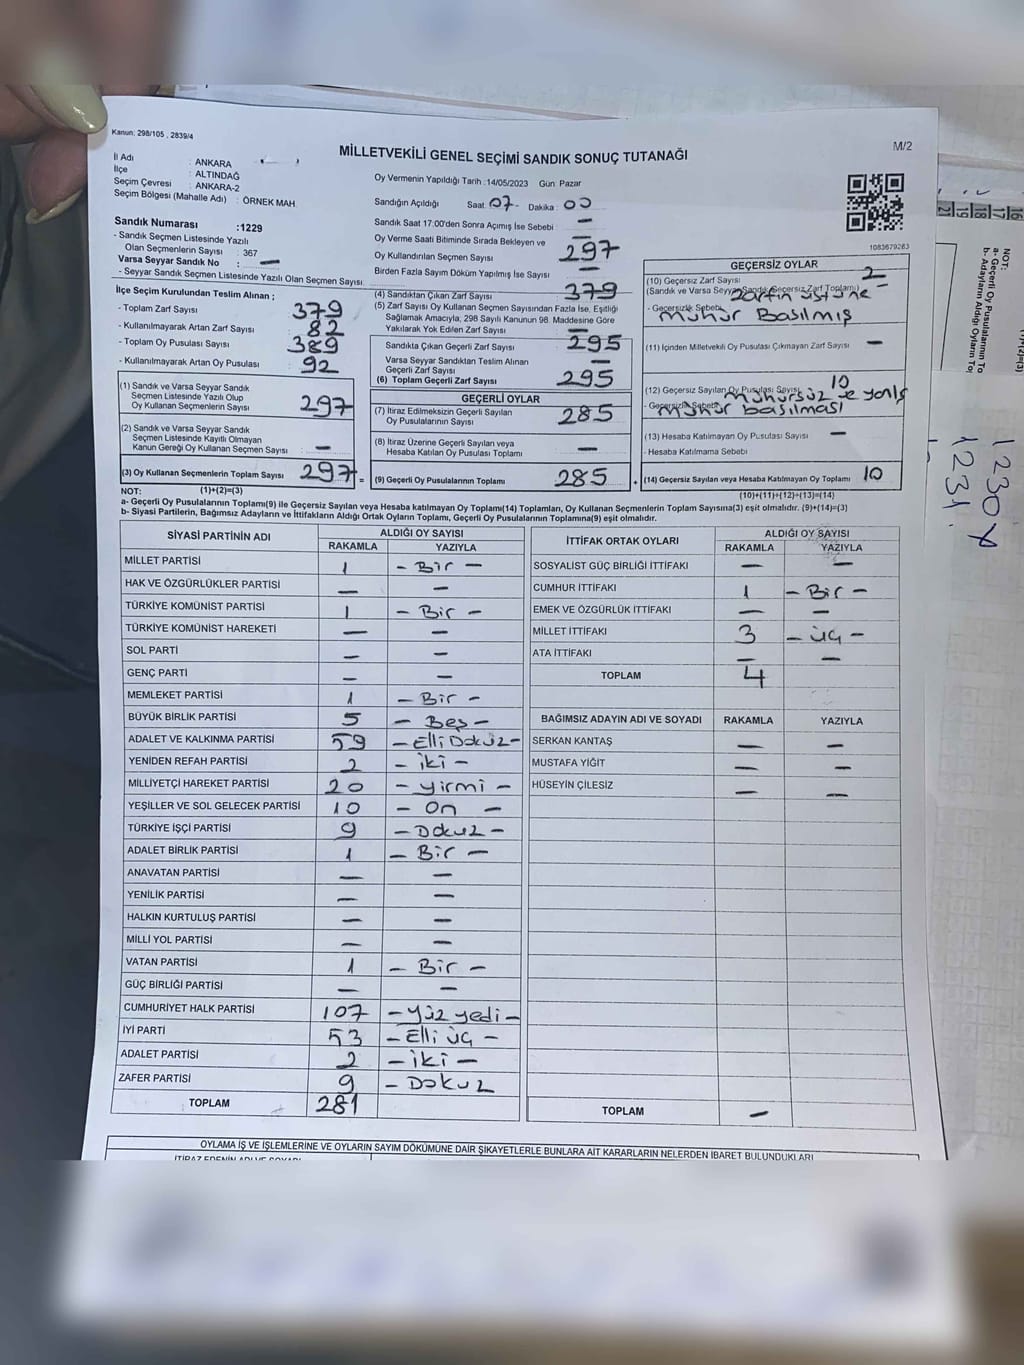 Kanun: 298/105 , 2839/4
M/2
MİLLETVEKİLİ GENEL SEÇİMİ SANDIK SONUÇ TUTANAĞI
İl Adı : ANKARA
İlçe : ALTINDAĞ
Seçim Çevresi : ANKARA-2
Seçim Bölgesi (Mahalle Adı) : ÖRNEK MAH.
Sandık Numarası :1229
- Sandık Seçmen Listesinde Yazılı
Olan Seçmenlerin Sayısı : 367
Varsa Seyyar Sandık No : —
- Seyyar Sandık Seçmen Listesinde Yazılı Olan Seçmen Sayısı
İlçe Seçim Kurulundan Teslim Alınan ;
- Toplam Zarf Sayısı 379
- Kullanılmayarak Artan Zarf Sayısı 82
- Toplam Oy Pusulası Sayısı 389
- Kullanılmayarak Artan Oy Pusulası 92
(1) Sandık ve Varsa Seyyar Sandık
Seçmen Listesinde Yazılı Olup
Oy Kullanan Seçmenlerin Sayısı 297
(2) Sandık ve Varsa Seyyar Sandık
Seçmen Listesinde Kayıtlı Olmayan
Kanun Gereği Oy Kullanan Seçmen Sayısı : —
(3) Oy Kullanan Seçmenlerin Toplam Sayısı 297 =
(1)+(2)=(3)
Oy Vermenin Yapıldığı Tarih :14/05/2023 Gün: Pazar
Sandığın Açıldığı Saat: 07- Dakika : 00
Sandık Saat 17.00'den Sonra Açımış İse Sebebi —
Oy Verme Saati Bitiminde Sırada Bekleyen ve
Oy Kullandırılan Seçmen Sayısı 297
Birden Fazla Sayım Döküm Yapılmış İse Sayısı —
(4) Sandıktan Çıkan Zarf Sayısı 379
(5) Zarf Sayısı Oy Kullanan Seçmen Sayısından Fazla İse, Eşitliği
Sağlamak Amacıyla, 298 Sayılı Kanunun 98. Maddesine Göre
Yakılarak Yok Edilen Zarf Sayısı —
Sandıkta Çıkan Geçerli Zarf Sayısı 295
Varsa Seyyar Sandıktan Teslim Alınan
Geçerli Zarf Sayısı —
(6) Toplam Geçerli Zarf Sayısı 295
GEÇERLİ OYLAR
(7) İtiraz Edilmeksizin Geçerli Sayılan
Oy Pusulalarının Sayısı 285
(8) İtiraz Üzerine Geçerli Sayılan veya
Hesaba Katılan Oy Pusulası Toplamı —
(9) Geçerli Oy Pusulalarının Toplamı 285
1083679263
GEÇERSİZ OYLAR
(10) Geçersiz Zarf Sayısı 2
(Sandık ve Varsa Seyyar Sandık Geçersiz Zarf Toplamı)
- Geçersizlik Sebebi Zarfın üstüne
mühür Basılmış
(11) İçinden Milletvekili Oy Pusulası Çıkmayan Zarf Sayısı —
(12) Geçersiz Sayılan Oy Pusulası Sayısı 10
- Geçersizlik Sebebi mühürsüz ve yanlış
mühür basılması
(13) Hesaba Katılmayan Oy Pusulası Sayısı —
- Hesaba Katılmama Sebebi
(14) Geçersiz Sayılan veya Hesaba Katılmayan Oy Toplamı 10
(10)+(11)+(12)+(13)=(14)
NOT:
a- Geçerli Oy Pusulalarının Toplamı(9) ile Geçersiz Sayılan veya Hesaba katılmayan Oy Toplamı(14) Toplamları, Oy Kullanan Seçmenlerin Toplam Sayısına(3) eşit olmalıdır. (9)+(14)=(3)
b- Siyasi Partilerin, Bağımsız Adayların ve İttifakların Aldığı Ortak Oyların Toplamı, Geçerli Oy Pusulalarının Toplamına(9) eşit olmalıdır.
SİYASİ PARTİNİN ADI ALDIĞI OY SAYISI
RAKAMLA YAZIYLA
MİLLET PARTİSİ 1 - Bir -
HAK VE ÖZGÜRLÜKLER PARTİSİ — —
TÜRKİYE KOMÜNİST PARTİSİ 1 - Bir -
TÜRKİYE KOMÜNİST HAREKETİ — —
SOL PARTİ — —
GENÇ PARTİ — —
MEMLEKET PARTİSİ 1 - Bir -
BÜYÜK BİRLİK PARTİSİ 5 - Beş -
ADALET VE KALKINMA PARTİSİ 59 - Elli Dokuz -
YENİDEN REFAH PARTİSİ 2 - iki -
MİLLİYETÇİ HAREKET PARTİSİ 20 - yirmi -
YEŞİLLER VE SOL GELECEK PARTİSİ 10 - On -
TÜRKİYE İŞÇİ PARTİSİ 9 - Dokuz -
ADALET BİRLİK PARTİSİ 1 - Bir -
ANAVATAN PARTİSİ — —
YENİLİK PARTİSİ — —
HALKIN KURTULUŞ PARTİSİ — —
MİLLİ YOL PARTİSİ — —
VATAN PARTİSİ 1 - Bir -
GÜÇ BİRLİĞİ PARTİSİ — —
CUMHURİYET HALK PARTİSİ 107 - Yüz yedi -
İYİ PARTİ 53 - Elli üç -
ADALET PARTİSİ 2 - iki -
ZAFER PARTİSİ 9 - Dokuz
TOPLAM 281
İTTİFAK ORTAK OYLARI ALDIĞI OY SAYISI
RAKAMLA YAZIYLA
SOSYALİST GÜÇ BİRLİĞİ İTTİFAKI — —
CUMHUR İTTİFAKI 1 - Bir -
EMEK VE ÖZGÜRLÜK İTTİFAKI — —
MİLLET İTTİFAKI 3 - üç -
ATA İTTİFAKI — —
TOPLAM 4
BAĞIMSIZ ADAYIN ADI VE SOYADI RAKAMLA YAZIYLA
SERKAN KANTAŞ — —
MUSTAFA YİĞİT — —
HÜSEYİN ÇİLESİZ — —
TOPLAM —
OYLAMA İŞ VE İŞLEMLERİNE VE OYLARIN SAYIM DÖKÜMÜNE DAİR ŞİKAYETLERLE BUNLARA AİT KARARLARIN NELERDEN İBARET BULUNDUKLARI
NOT:
a- Geçerli Oy Pusulalarının
b- Adayların Aldığı Oyların
16
17
18
19
21
1230
1231.